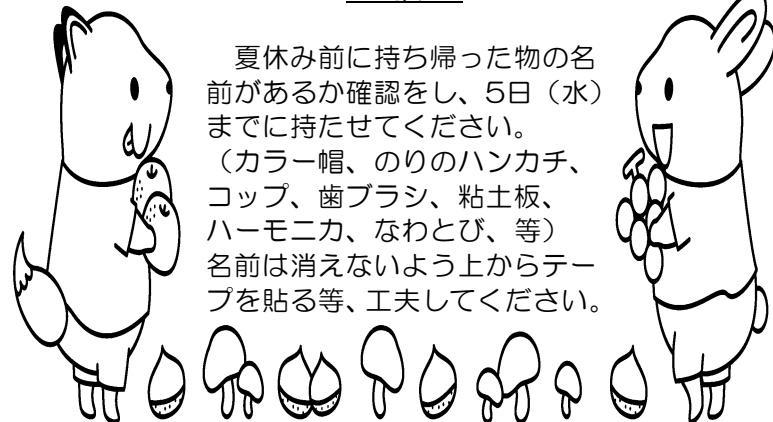 夏休み前に持ち帰った物の名
前があるか確認をし、5日（水）
までに持たせてください。
（カラー帽、のりのハンカチ、
コップ、歯ブラシ、粘土板、
ハーモニカ、なわとび、等）
名前は消えないよう上からテー
プを貼る等、工夫してください。